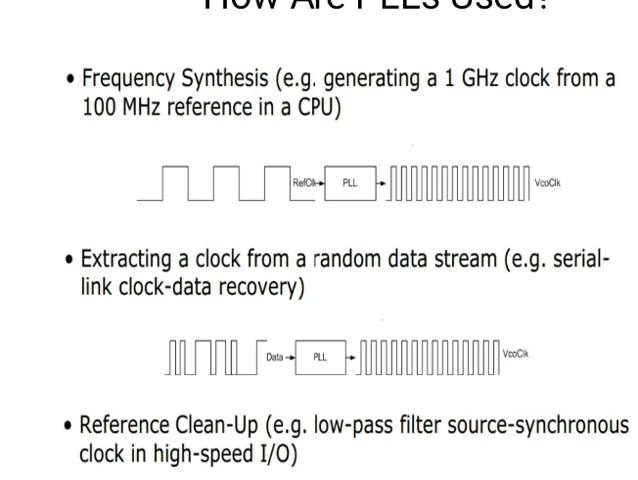 How Are PLLs Used?
• Frequency Synthesis (e.g. generating a 1 GHz clock from a
100 MHz reference in a CPU)
RefClk PLL VcoClk
• Extracting a clock from a random data stream (e.g. serial-
link clock-data recovery)
Data PLL VcoClk
• Reference Clean-Up (e.g. low-pass filter source-synchronous
clock in high-speed I/O)